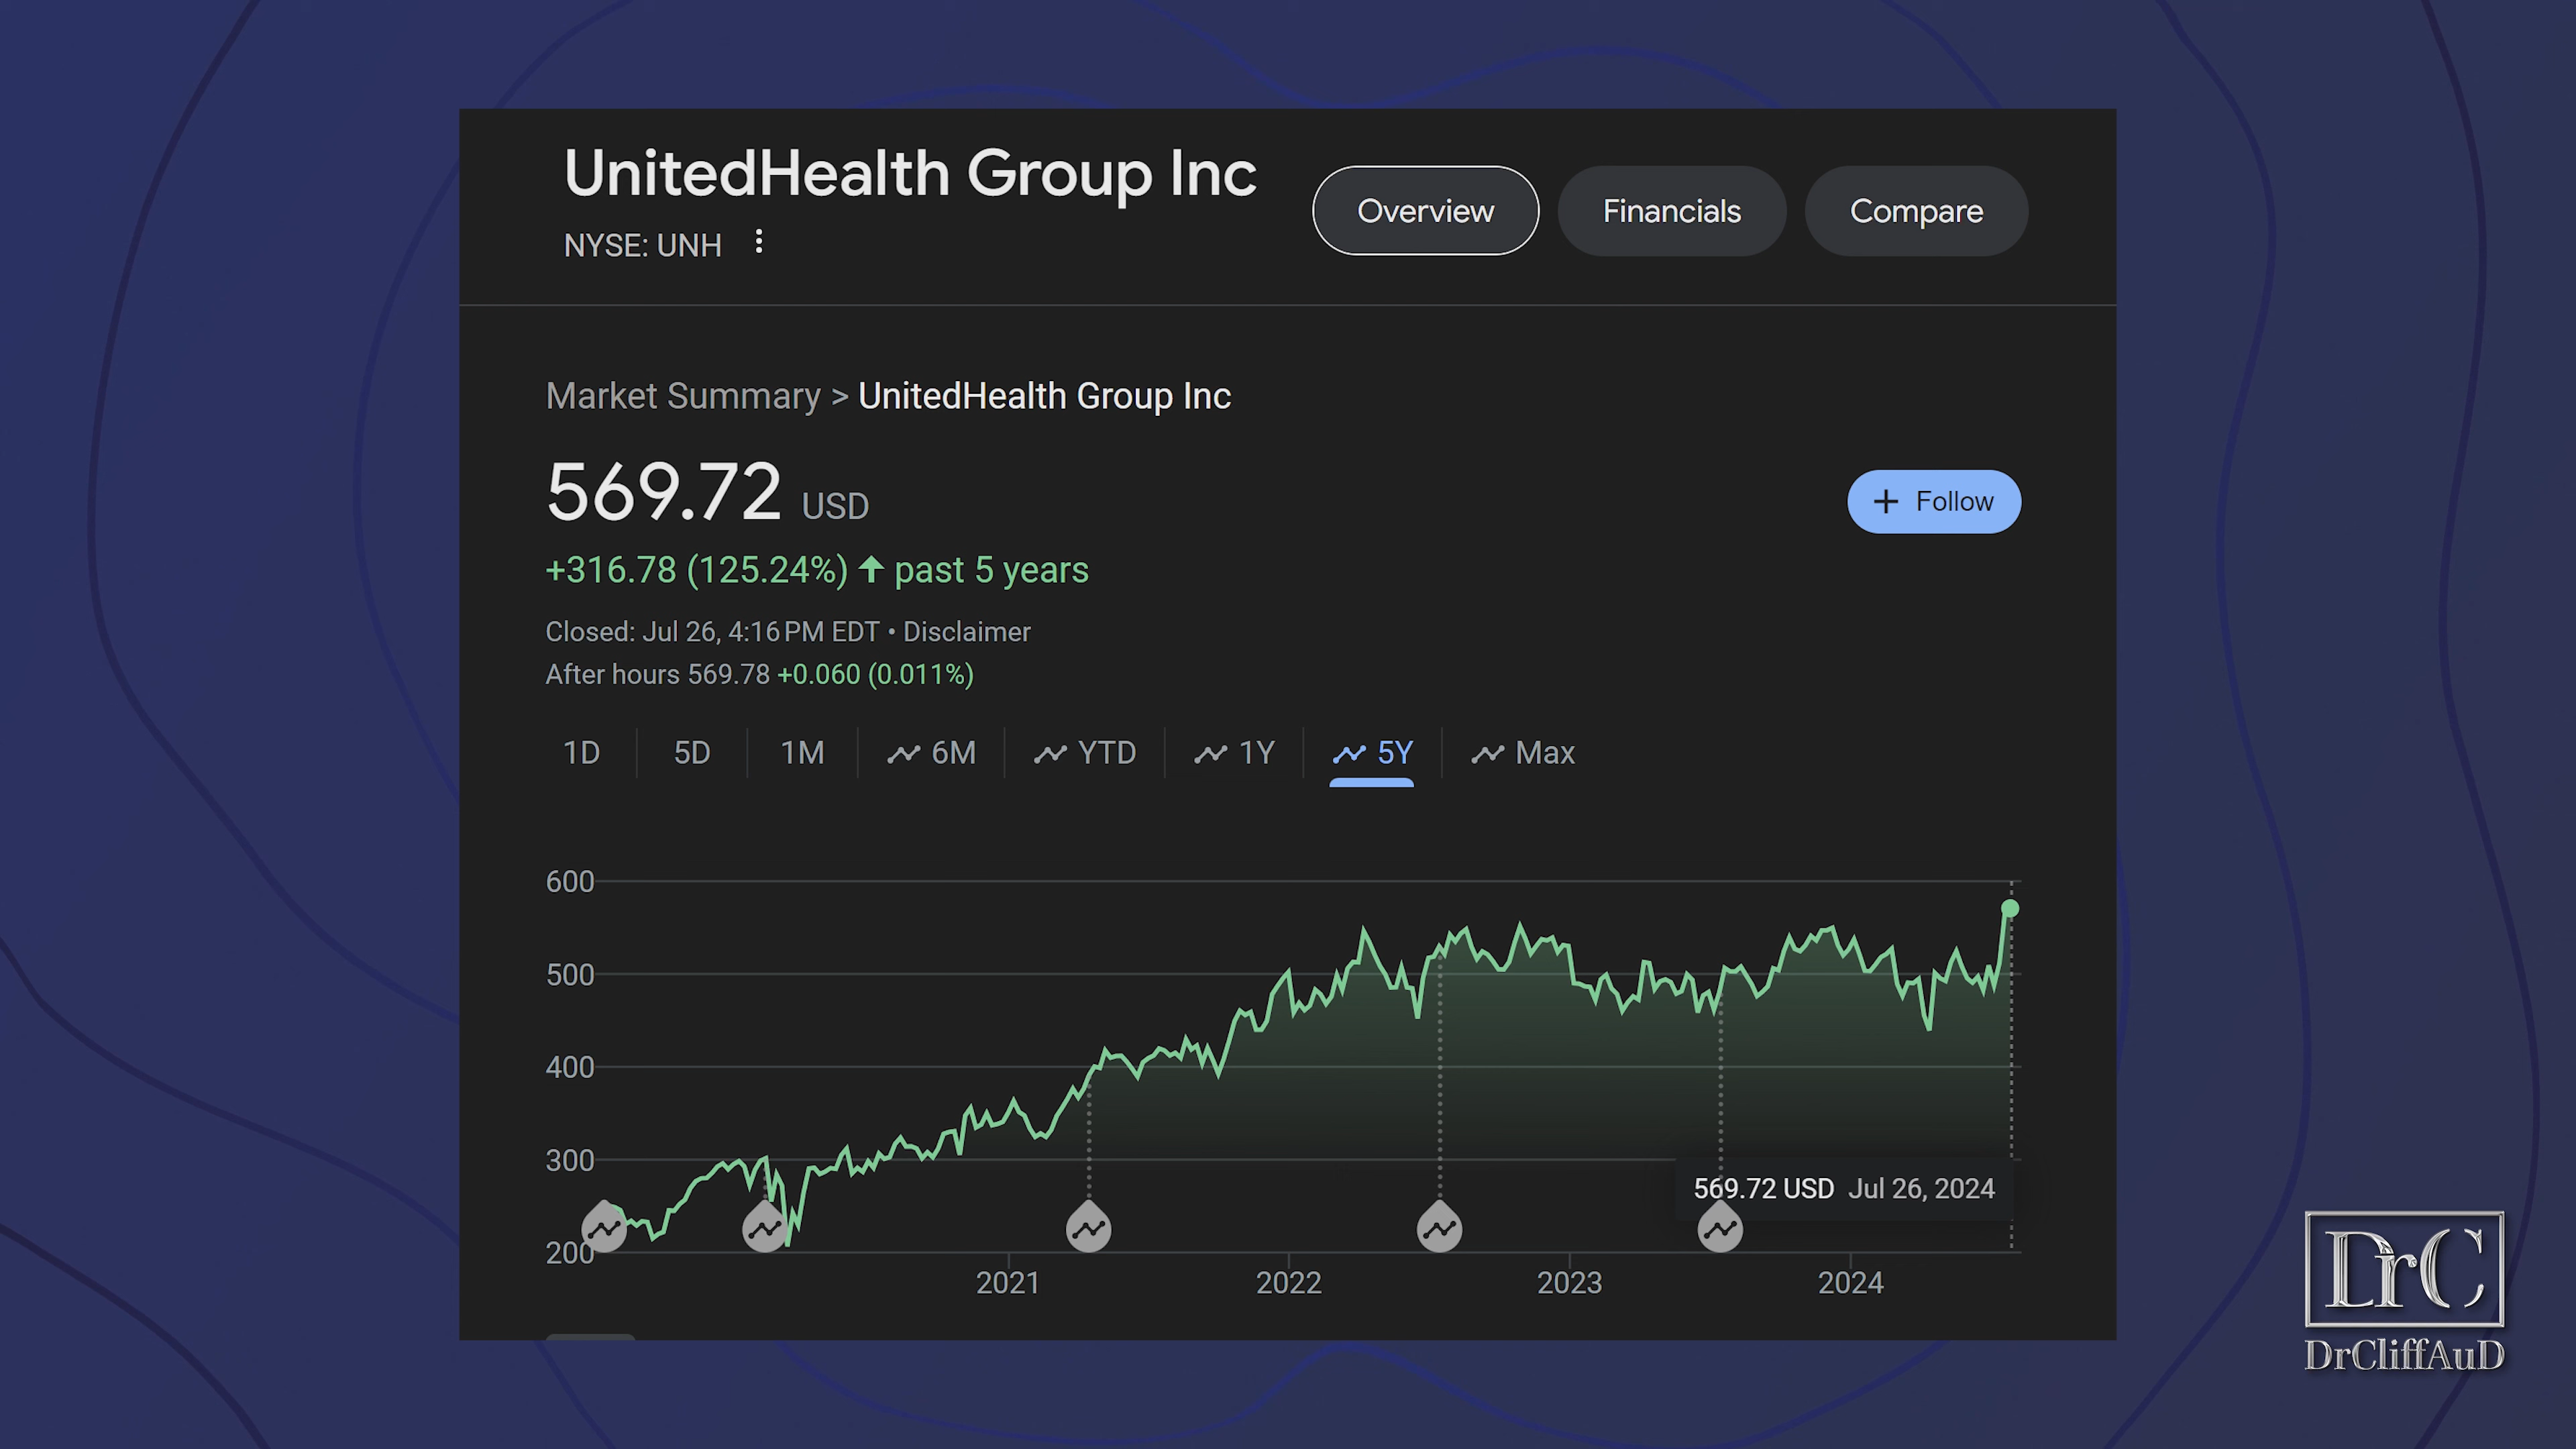 UnitedHealth Group Inc
NYSE: UNH
Overview
Financials
Compare
Market Summary > UnitedHealth Group Inc
569.72 USD
+ Follow
+316.78 (125.24%) ↑ past 5 years
Closed: Jul 26, 4:16 PM EDT • Disclaimer
After hours 569.78 +0.060 (0.011%)
1D 5D 1M 6M YTD 1Y 5Y Max
600
500
400
300
569.72 USD Jul 26, 2024
200
2021 2022 2023 2024
DrC
DrCliffAuD